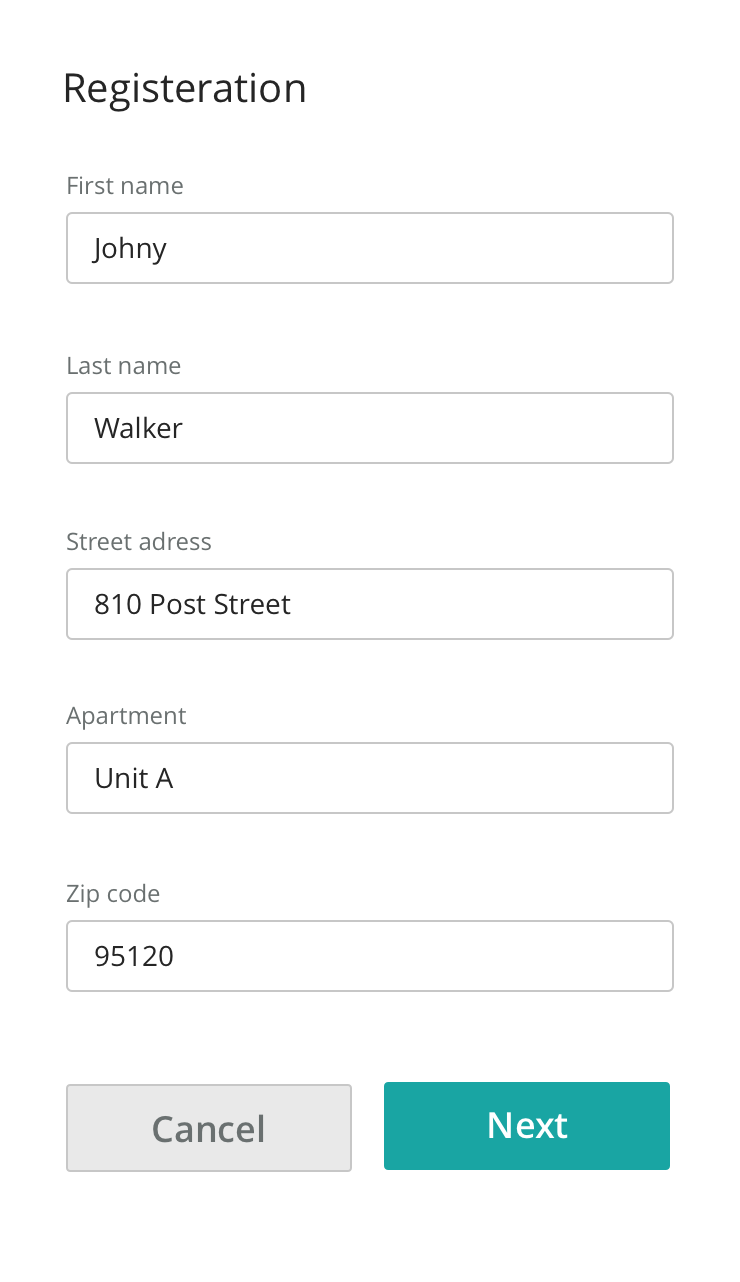 Registeration
First name
Johny
Last name
Walker
Street adress
810 Post Street
Apartment
Unit A
Zip code
95120
Cancel
Next